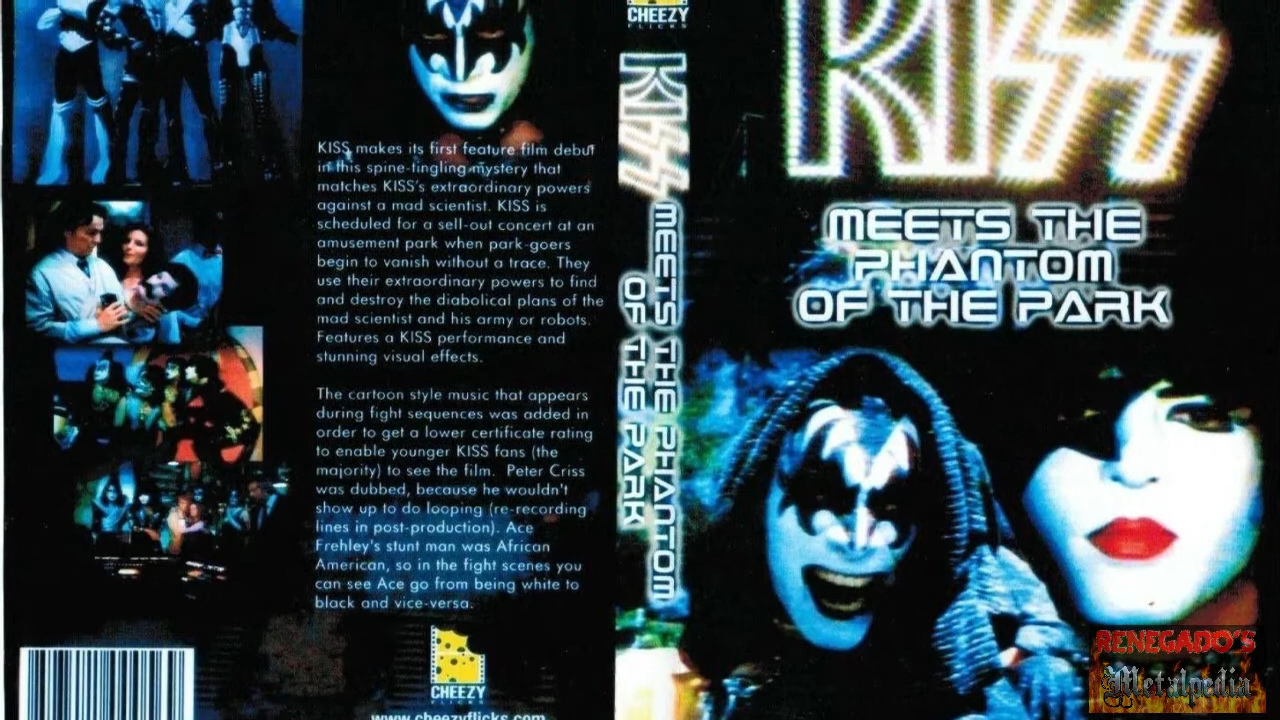 KISS makes its first feature film debut
in this spine-fingling mystery that
matches KISS's extraordinary powers
against a mad scientist. KISS is
scheduled for a sell-out concert at an
amusement park when park-goers
begin to vanish without a trace. They
use their extraordinary powers to find
and destroy the diabolical plans of the
mad scientist and his army or robots.
Features a KISS performance and
stunning visual effects.
The cartoon style music that appears
during fight sequences was added in
order to get a lower certificate rating
to enable younger KISS fans (the
majority) to see the film. Peter Criss
was dubbed, because he wouldn't
show up to do looping (re-recording
lines in post-production). Ace
Frehley's stunt man was African
American, so in the fight scenes you
can see Ace go from being white to
black and vice-versa.
CHEEZY
FLICKS
www.cheezyflicks.com
CHEEZY
FLICKS
KISS
MEETS THE PHANTOM
OF THE PARK
KISS
MEETS THE
PHANTOM
OF THE PARK
RENEGADO'S
Metalpedia